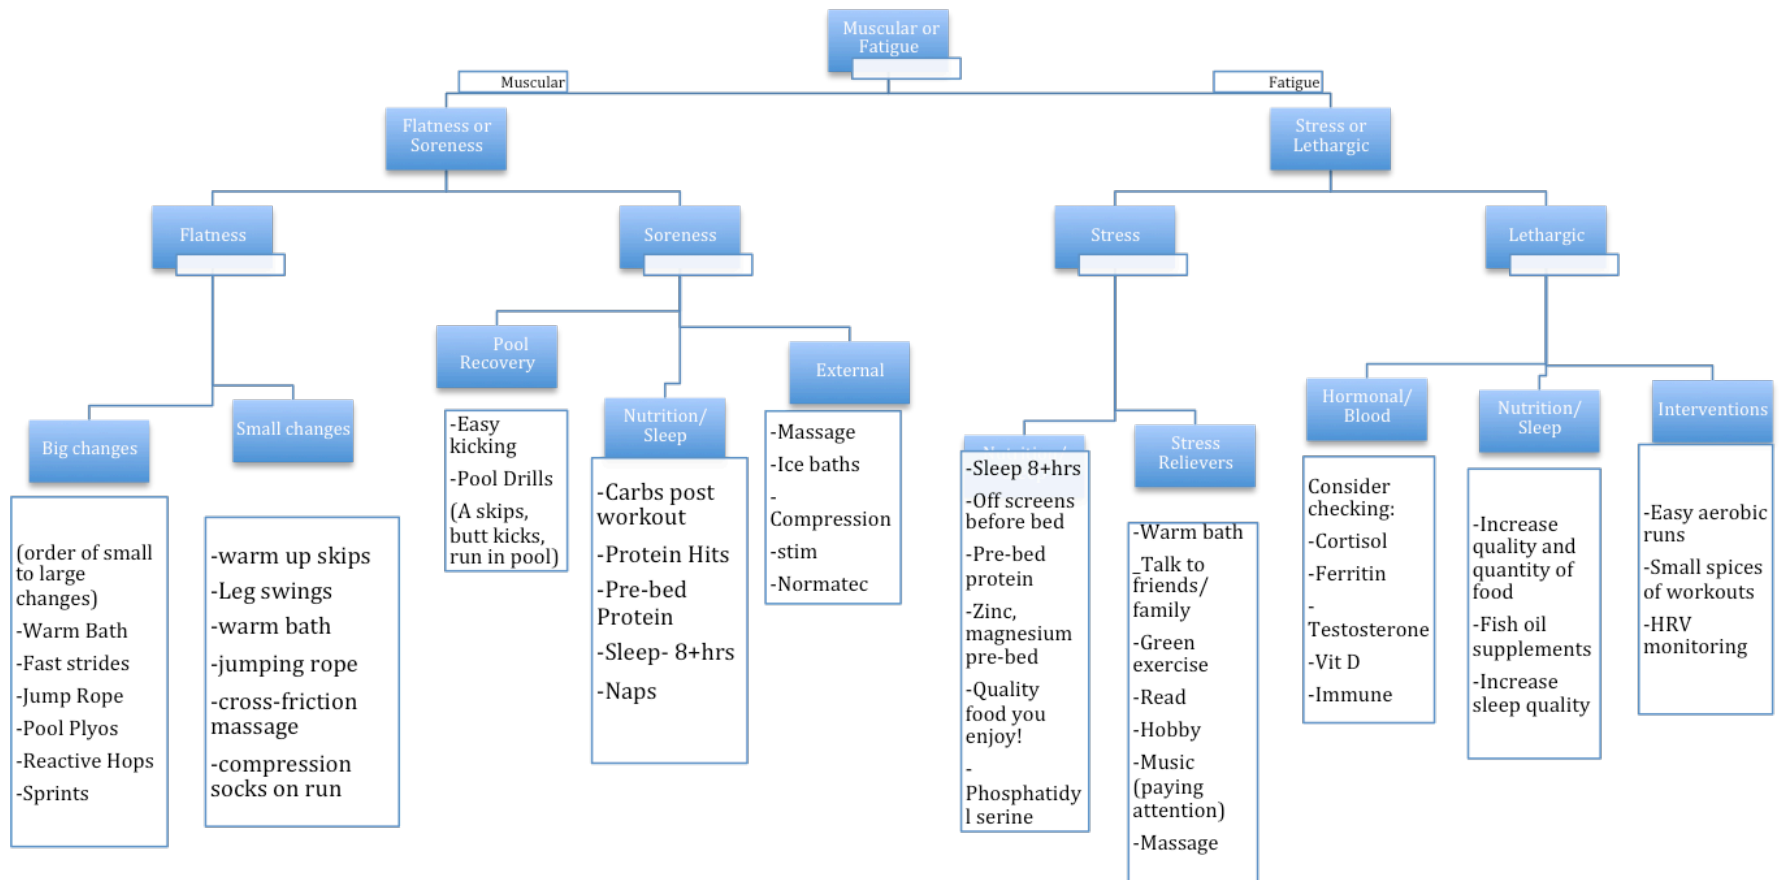 Muscular or
Fatigue
Muscular
Fatigue
Flatness or
Soreness
Stress or
Lethargic
Flatness
Soreness
Stress
Lethargic
Pool
Recovery
External
Hormonal/
Blood
Nutrition/
Sleep
Interventions
Big changes
Small changes
Nutrition/
Sleep
Stress
Relievers
(order of small
to large
changes)
-Warm Bath
-Fast strides
-Jump Rope
-Pool Plyos
-Reactive Hops
-Sprints
-warm up skips
-Leg swings
-warm bath
-jumping rope
-cross-friction
massage
-compression
socks on run
-Easy
kicking
-Pool Drills
(A skips,
butt kicks,
run in pool)
-Carbs post
workout
-Protein Hits
-Pre-bed
Protein
-Sleep- 8+hrs
-Naps
-Massage
-Ice baths
-
Compression
-stim
-Normatec
-Sleep 8+hrs
-Off screens
before bed
-Pre-bed
protein
-Zinc,
magnesium
pre-bed
-Quality
food you
enjoy!
-
Phosphatidy
l serine
-Warm bath
_Talk to
friends/
family
-Green
exercise
-Read
-Hobby
-Music
(paying
attention)
-Massage
Consider
checking:
-Cortisol
-Ferritin
-
Testosterone
-Vit D
-Immune
-Increase
quality and
quantity of
food
-Fish oil
supplements
-Increase
sleep quality
-Easy aerobic
runs
-Small spices
of workouts
-HRV
monitoring